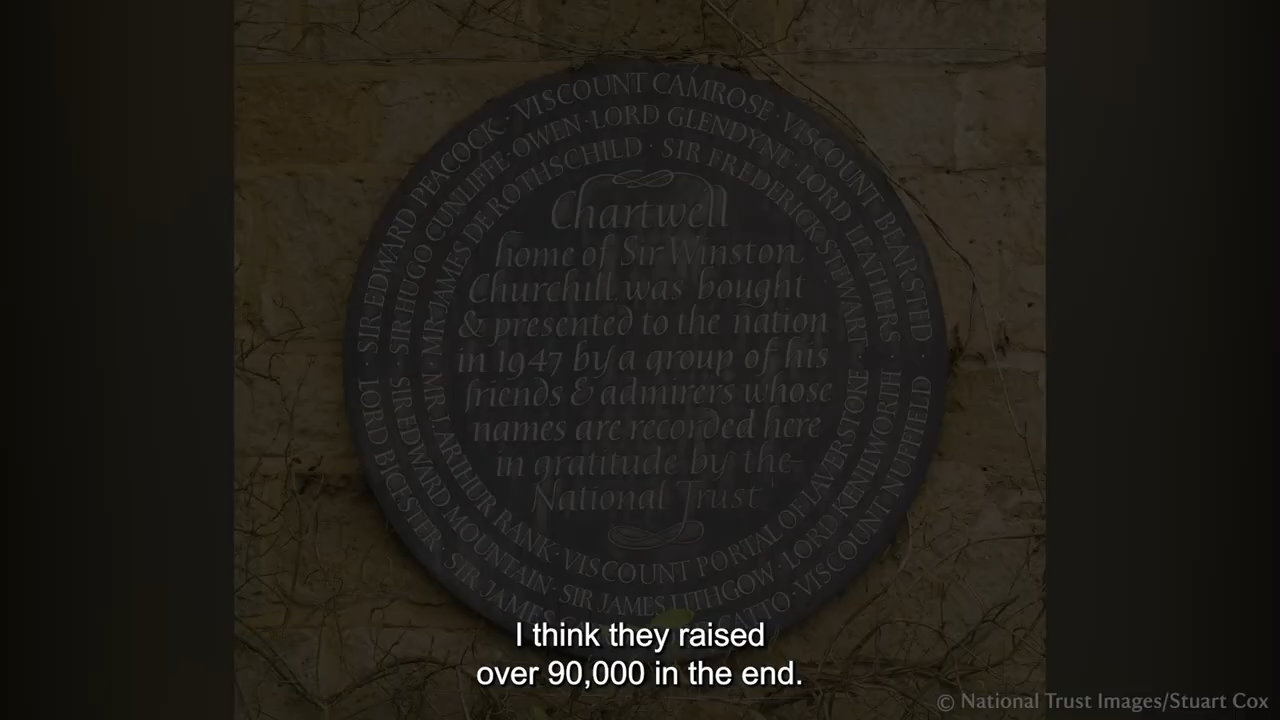 VISCOUNT CAMROSE · VISCOUNT BEARSTED ·
VISCOUNT NUFFIELD
CATTO ·
SIR JAMES
LORD BICESTER ·
SIR EDWARD PEACOCK ·
LORD GLENDYNE · LORD LEATHERS ·
LORD KENILWORTH ·
SIR JAMES LITHGOW ·
SIR EDWARD MOUNTAIN ·
SIR HUGO CUNLIFFE-OWEN ·
SIR FREDERICK STEWART ·
VISCOUNT PORTAL OF LAVERSTOKE
MR J. ARTHUR RANK ·
MR JAMES DE ROTHSCHILD ·
Chartwell
home of Sir Winston
Churchill was bought
& presented to the nation
in 1947 by a group of his
friends & admirers whose
names are recorded here
in gratitude by the
National Trust
I think they raised
over 90,000 in the end.
© National Trust Images/Stuart Cox